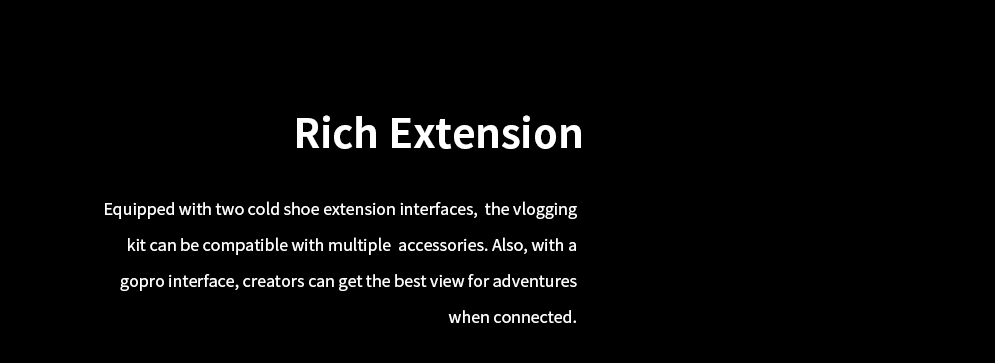 Rich Extension
Equipped with two cold shoe extension interfaces,  the vlogging
kit can be compatible with multiple  accessories. Also, with a
gopro interface, creators can get the best view for adventures
when connected.